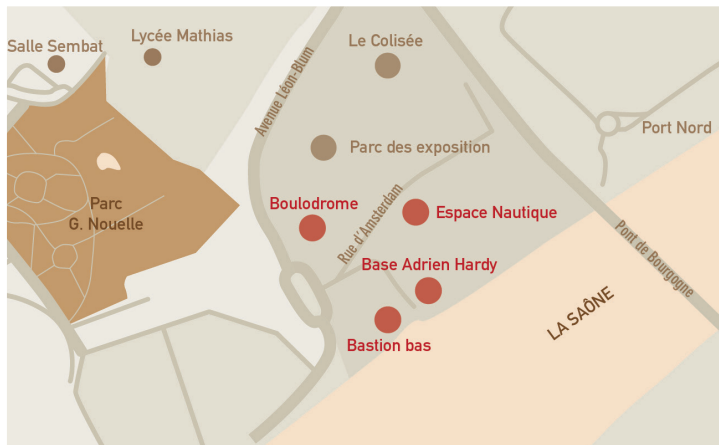 Lycée Mathias
Le Colisée
Salle Sembat
Avenue Léon-Blum
Port Nord
Parc des exposition
Parc
G. Nouelle
Boulodrome
Rue d'Amsterdam
Espace Nautique
Pont de Bourgogne
Base Adrien Hardy
LA SAÔNE
Bastion bas